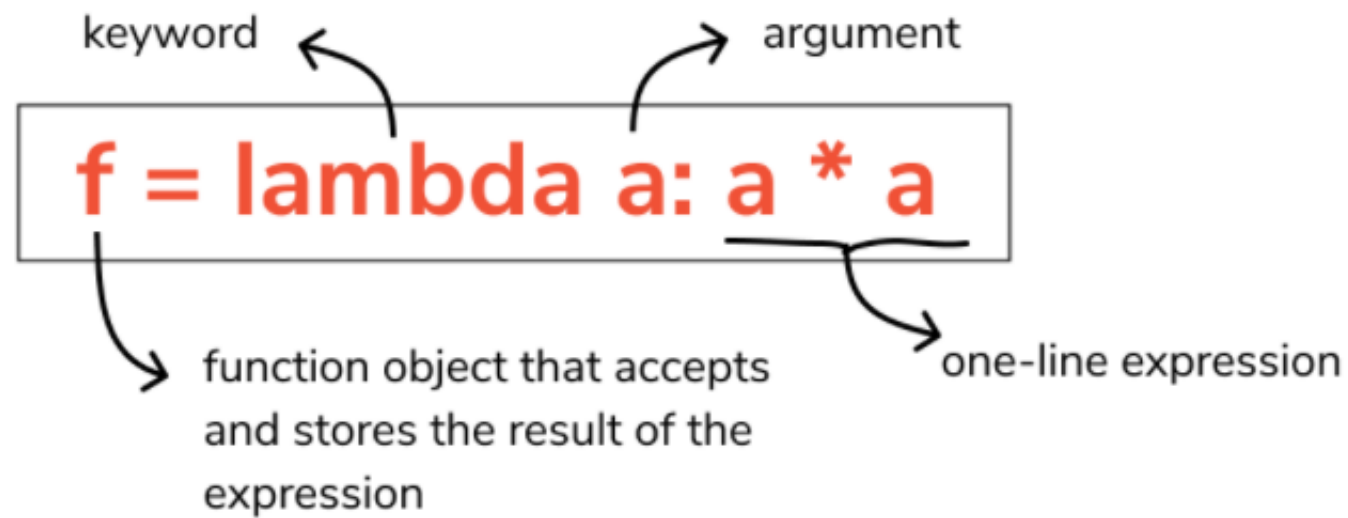 keyword
argument
f = lambda a: a * a
function object that accepts
and stores the result of the
expression
one-line expression